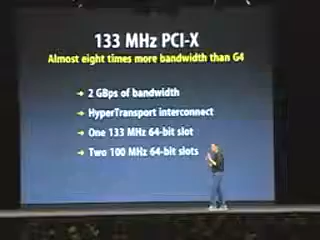 133 MHz PCI-X
Almost eight times more bandwidth than G4
2 GBps of bandwidth
HyperTransport interconnect
One 133 MHz 64-bit slot
Two 100 MHz 64-bit slots